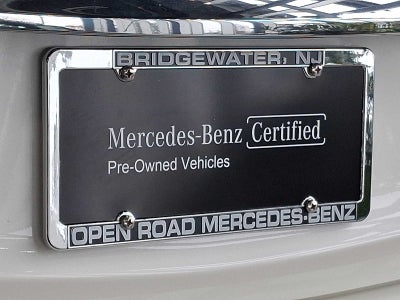 BRIDGEWATER, NJ
Mercedes-Benz Certified
Pre-Owned Vehicles
OPEN ROAD MERCEDES-BENZ